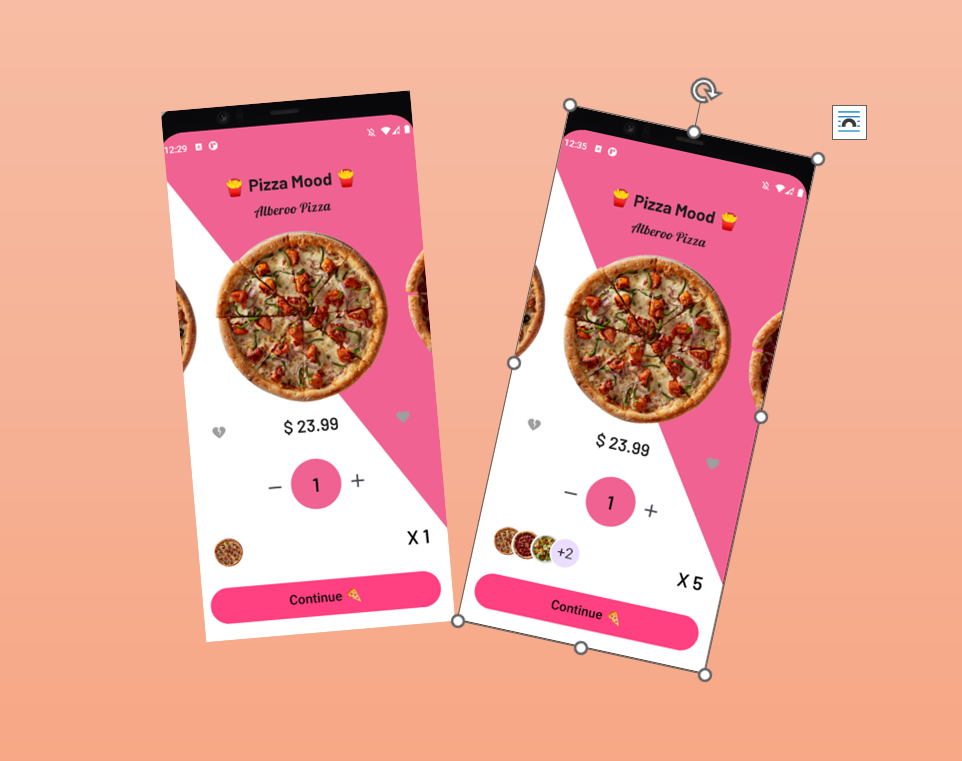 12:29
Pizza Mood
Alberoo Pizza
$ 23.99
− 1 +
X 1
Continue
12:35
Pizza Mood
Alberoo Pizza
$ 23.99
− 1 +
+2
X 5
Continue